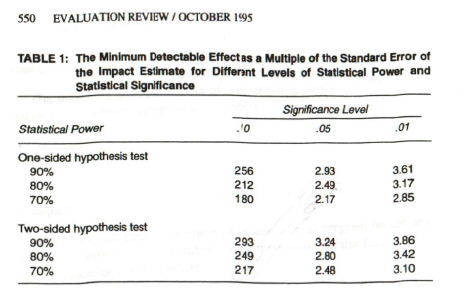 550 EVALUATION REVIEW / OCTOBER 1995
TABLE 1: The Minimum Detectable Effect as a Multiple of the Standard Error of
the Impact Estimate for Differnt Levels of Statistical Power and
Statistical Significance
Significance Level
Statistical Power .10 .05 .01
One-sided hypothesis test
90% 256 2.93 3.61
80% 212 2.49 3.17
70% 180 2.17 2.85
Two-sided hypothesis test
90% 293 3.24 3.86
80% 249 2.80 3.42
70% 217 2.48 3.10